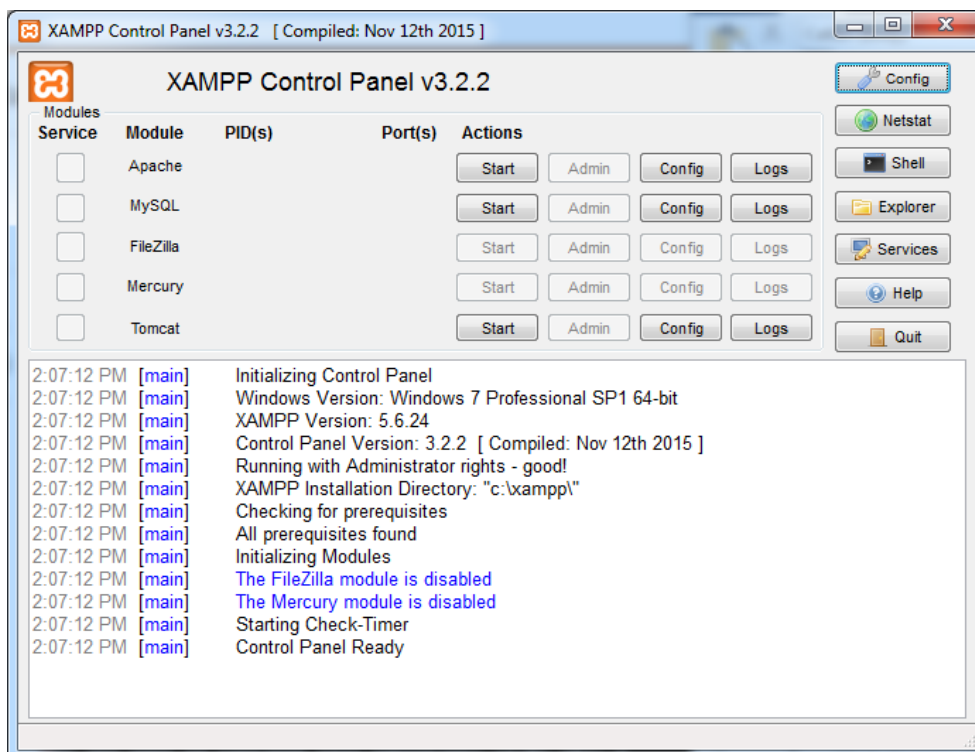 XAMPP Control Panel v3.2.2 [ Compiled: Nov 12th 2015 ]
XAMPP Control Panel v3.2.2
Config
Modules
Service Module PID(s) Port(s) Actions
Netstat
Apache Start Admin Config Logs
Shell
MySQL Start Admin Config Logs
Explorer
FileZilla Start Admin Config Logs
Services
Mercury Start Admin Config Logs
Help
Tomcat Start Admin Config Logs
Quit
2:07:12 PM [main] Initializing Control Panel
2:07:12 PM [main] Windows Version: Windows 7 Professional SP1 64-bit
2:07:12 PM [main] XAMPP Version: 5.6.24
2:07:12 PM [main] Control Panel Version: 3.2.2 [ Compiled: Nov 12th 2015 ]
2:07:12 PM [main] Running with Administrator rights - good!
2:07:12 PM [main] XAMPP Installation Directory: "c:\xampp\"
2:07:12 PM [main] Checking for prerequisites
2:07:12 PM [main] All prerequisites found
2:07:12 PM [main] Initializing Modules
2:07:12 PM [main] The FileZilla module is disabled
2:07:12 PM [main] The Mercury module is disabled
2:07:12 PM [main] Starting Check-Timer
2:07:12 PM [main] Control Panel Ready